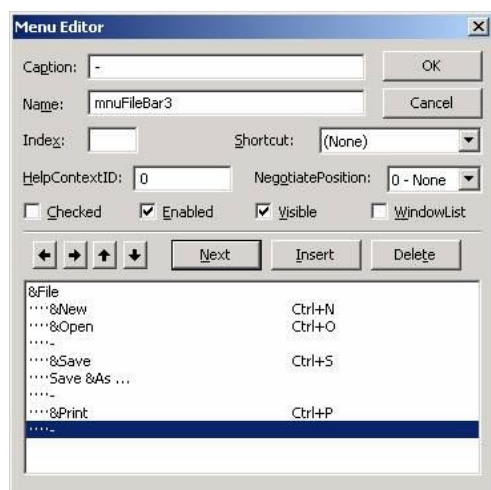 Menu Editor
Caption: -
OK
Name: mnuFileBar3
Cancel
Index:
Shortcut: (None)
HelpContextID: 0
NegotiatePosition: 0 - None
Checked
Enabled
Visible
WindowList
Next
Insert
Delete
&File
····&New Ctrl+N
····&Open Ctrl+O
····-
····&Save Ctrl+S
····Save &As ...
····-
····&Print Ctrl+P
····-